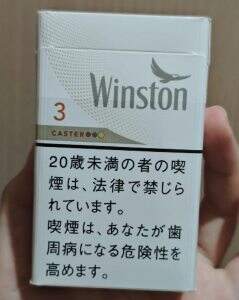 Winston
3
CASTER
20歳未満の者の喫
煙は、法律で禁じら
れています。
喫煙は、あなたが歯
周病になる危険性を
高めます。